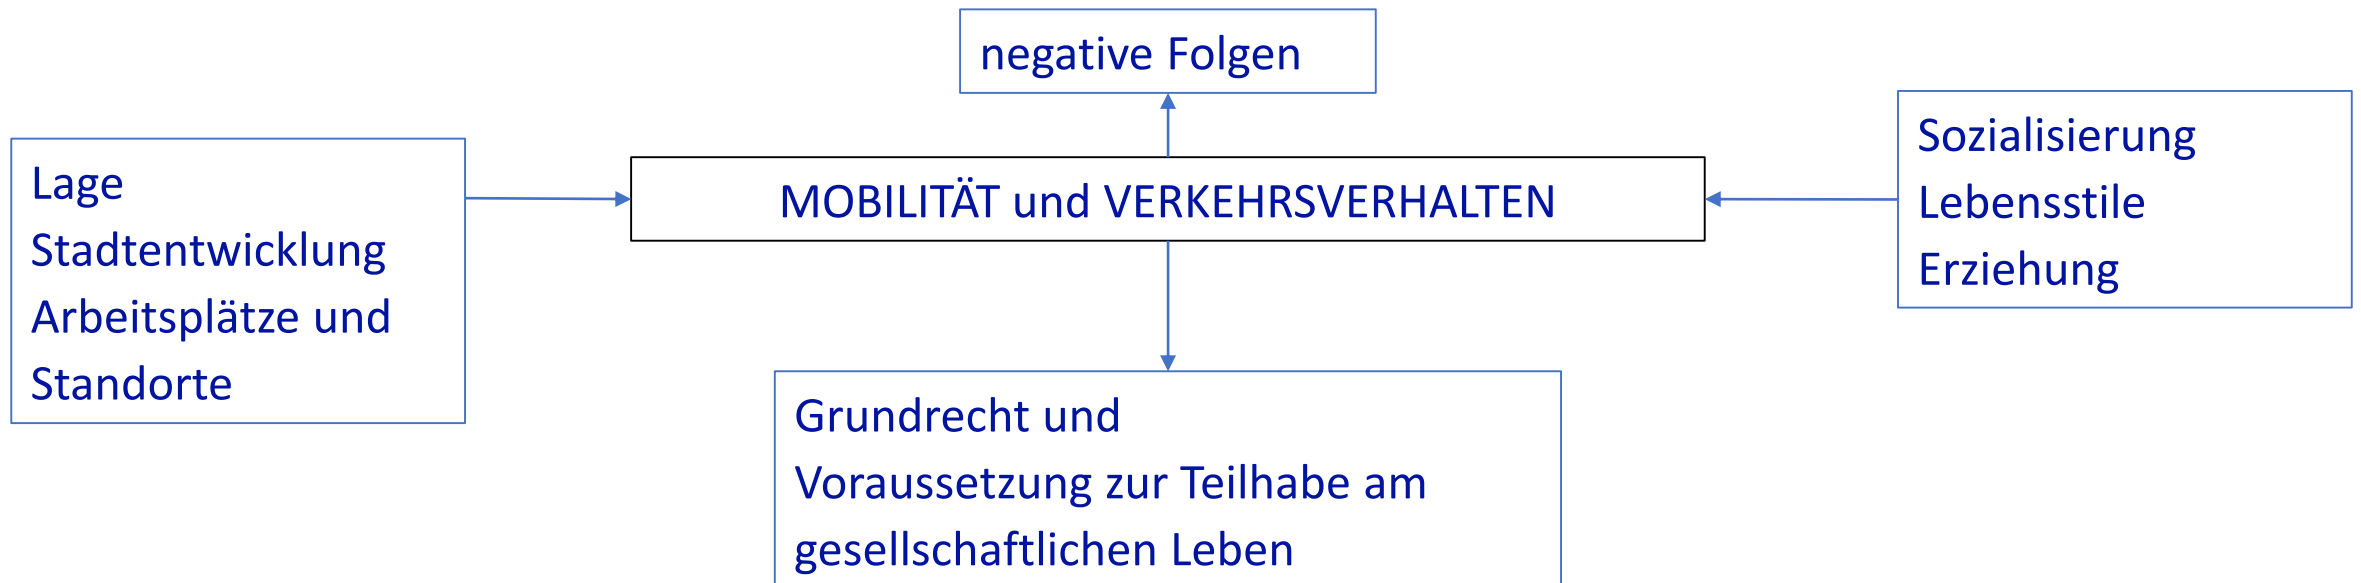 negative Folgen
Lage
Stadtentwicklung
Arbeitsplätze und
Standorte
MOBILITÄT und VERKEHRSVERHALTEN
Sozialisierung
Lebensstile
Erziehung
Grundrecht und
Voraussetzung zur Teilhabe am
gesellschaftlichen Leben